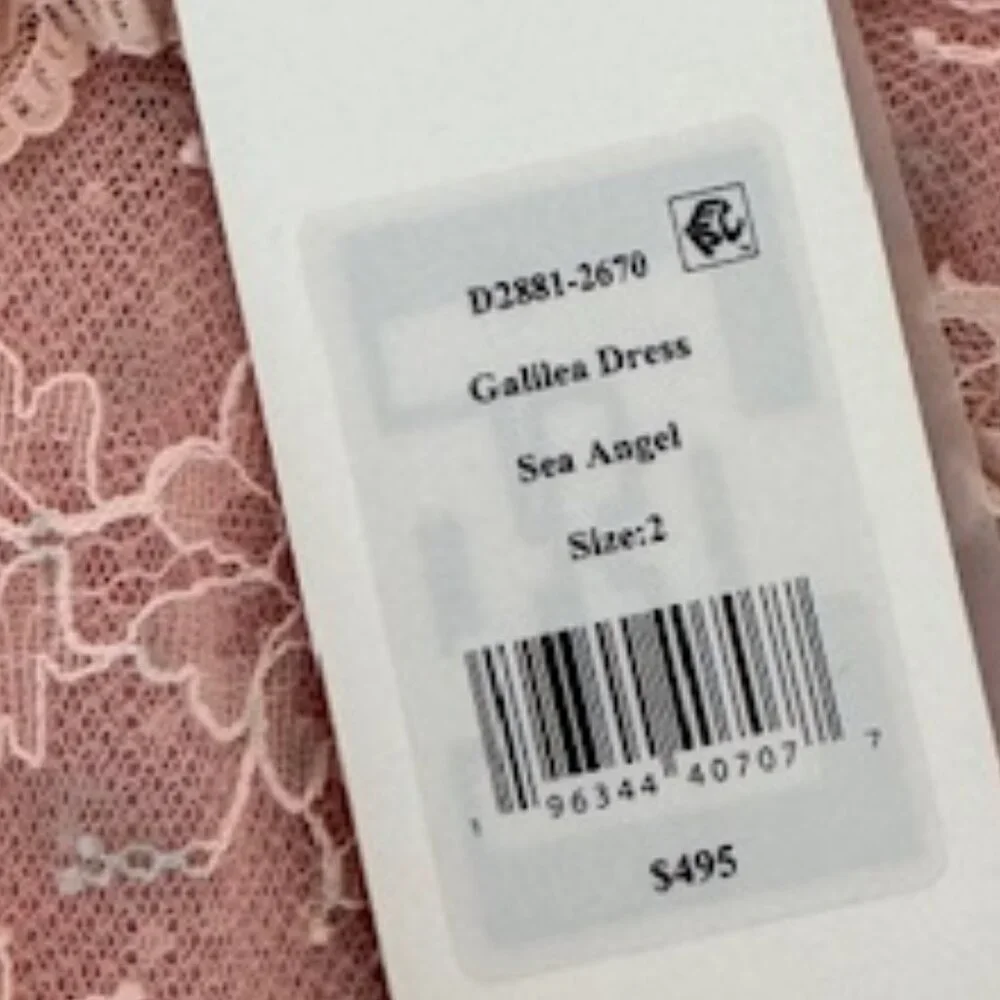 D2881-2670
Galilea Dress
Sea Angel
Size:2
1 96344 40707 7
$495